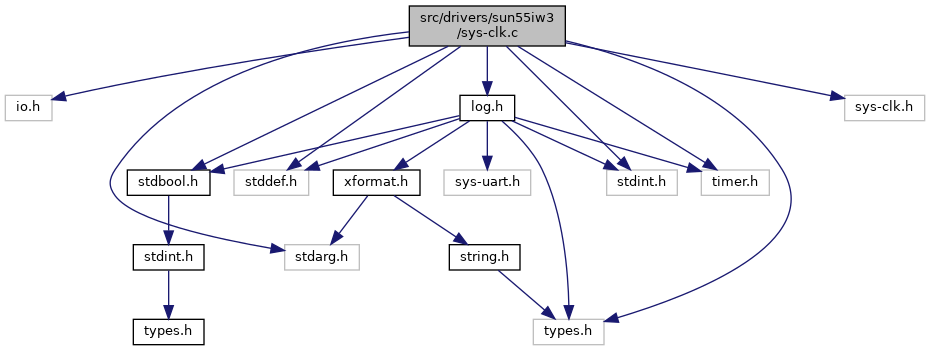 src/drivers/sun55iw3
/sys-clk.c
io.h
log.h
sys-clk.h
stdbool.h
stddef.h
xformat.h
sys-uart.h
stdint.h
timer.h
stdint.h
stdarg.h
string.h
types.h
types.h